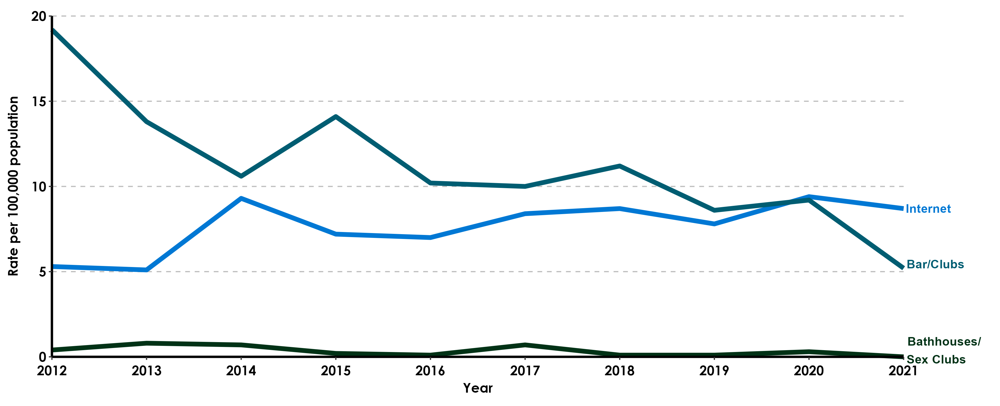 20
15
10
5
0
Rate per 100,000 population
Internet
Bar/Clubs
Bathhouses/
Sex Clubs
2012 2013 2014 2015 2016 2017 2018 2019 2020 2021
Year